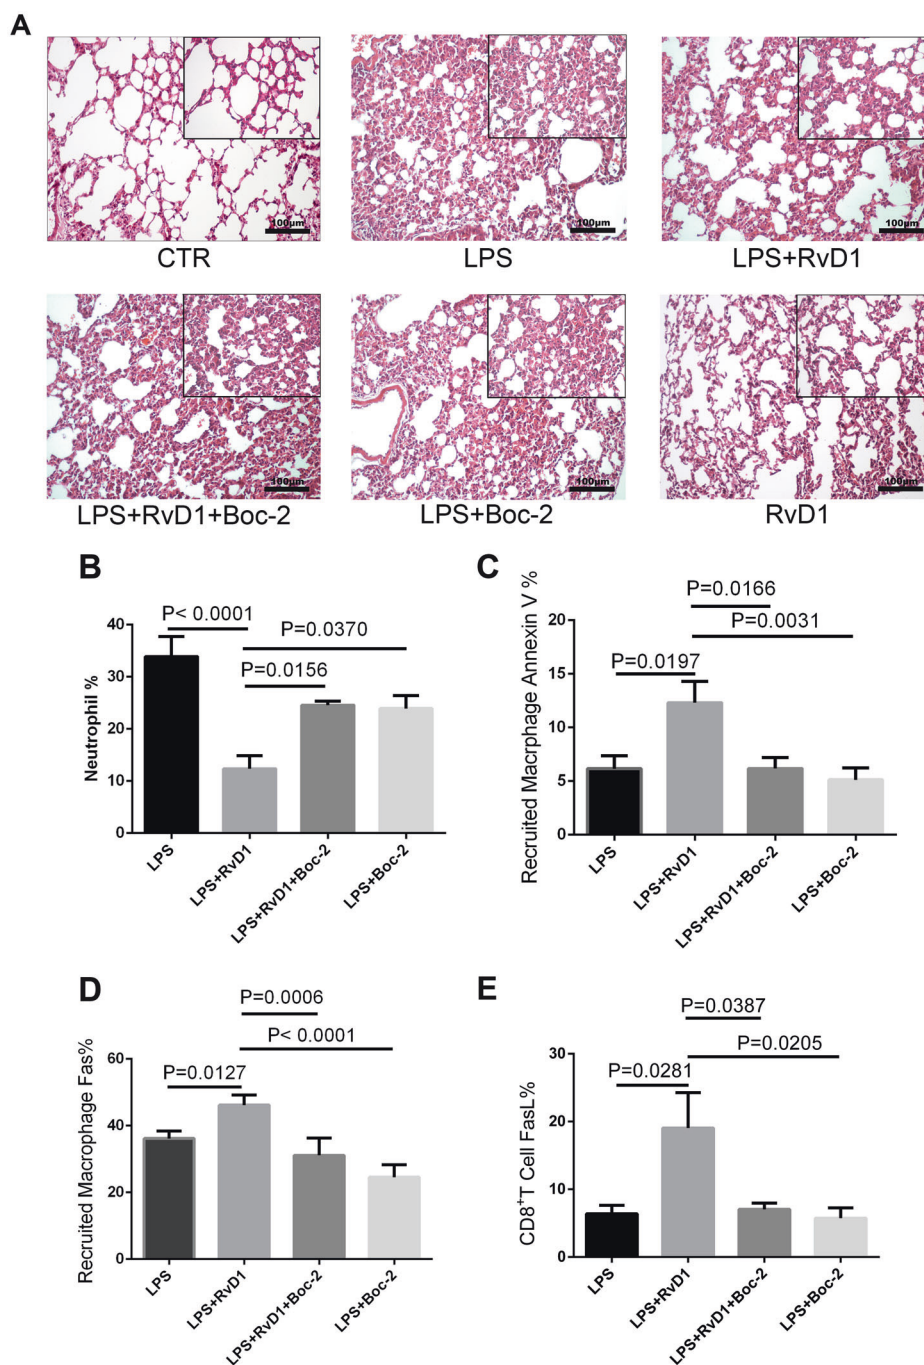 A
100µm
100µm
100µm
CTR
LPS
LPS+RvD1
100µm
100µm
100µm
LPS+RvD1+Boc-2
LPS+Boc-2
RvD1
B
P< 0.0001
P=0.0370
P=0.0156
Neutrophil %
40
30
20
10
0
LPS
LPS+RvD1
LPS+RvD1+Boc-2
LPS+Boc-2
C
P=0.0166
P=0.0031
P=0.0197
Recruited Macrphage Annexin V %
20
15
10
5
0
LPS
LPS+RvD1
LPS+RvD1+Boc-2
LPS+Boc-2
D
P=0.0006
P< 0.0001
P=0.0127
Recruited Macrophage Fas%
60
40
20
0
LPS
LPS+RvD1
LPS+RvD1+Boc-2
LPS+Boc-2
E
P=0.0387
P=0.0205
P=0.0281
CD8⁺T Cell FasL%
30
20
10
0
LPS
LPS+RvD1
LPS+RvD1+Boc-2
LPS+Boc-2